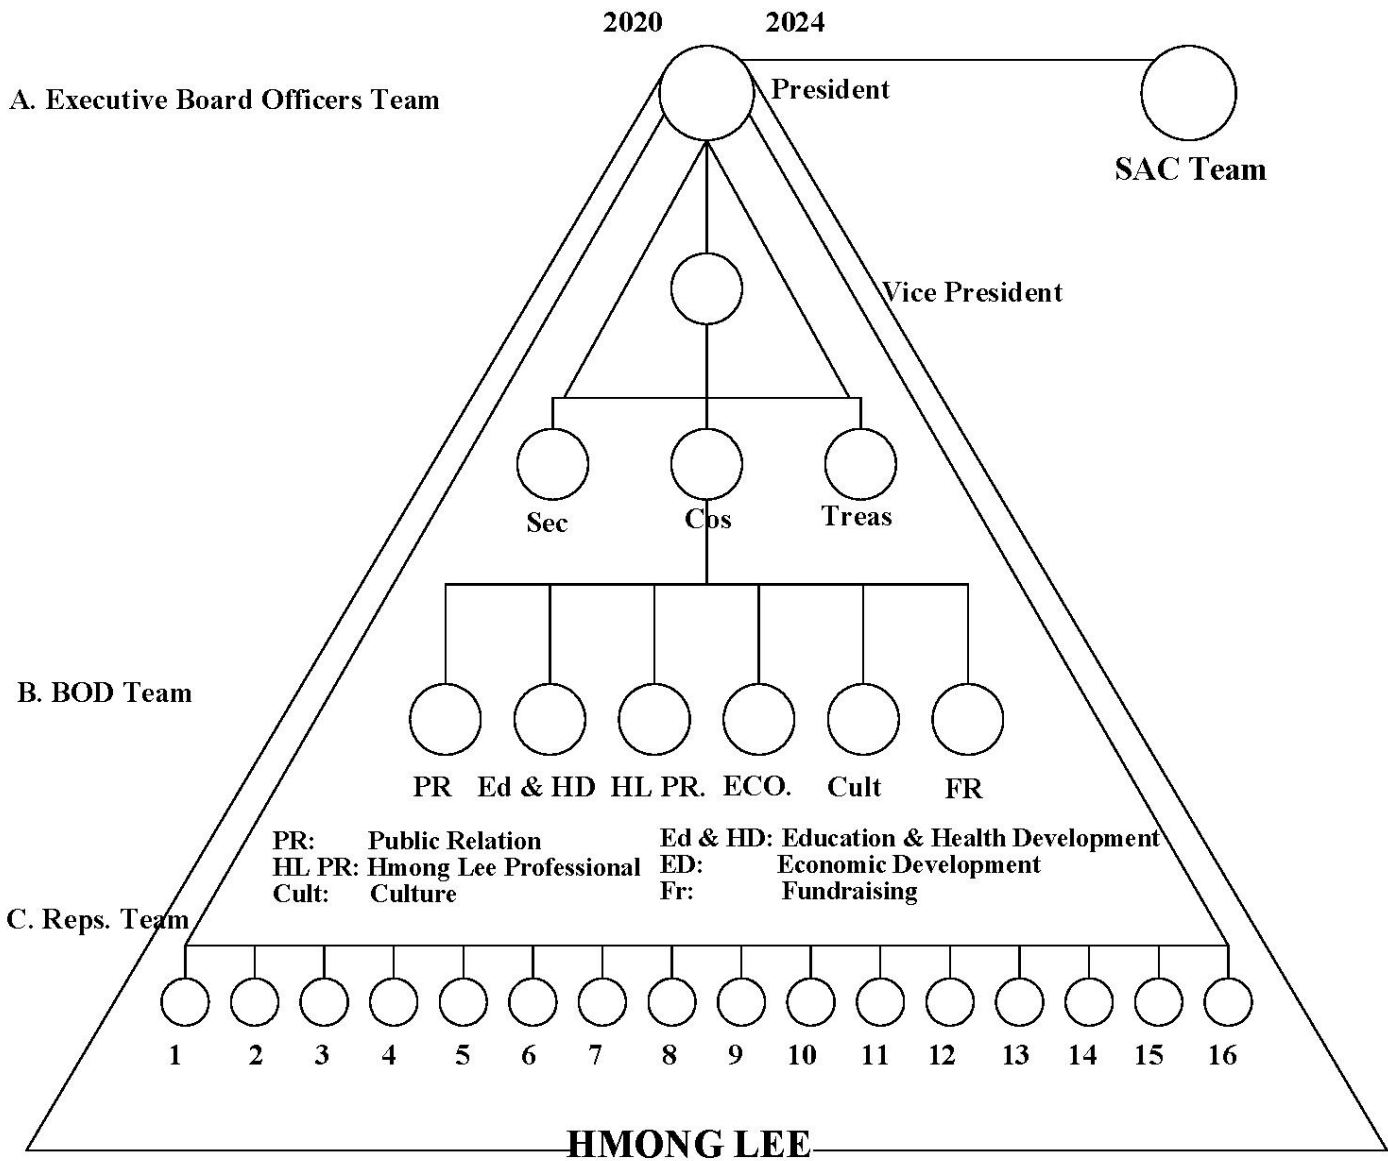 2020 2024
A. Executive Board Officers Team
President
SAC Team
Vice President
Sec Cos Treas
B. BOD Team
PR Ed & HD HL PR. ECO. Cult FR
PR: Public Relation Ed & HD: Education & Health Development
HL PR: Hmong Lee Professional ED: Economic Development
Cult: Culture Fr: Fundraising
C. Reps. Team
1 2 3 4 5 6 7 8 9 10 11 12 13 14 15 16
HMONG LEE